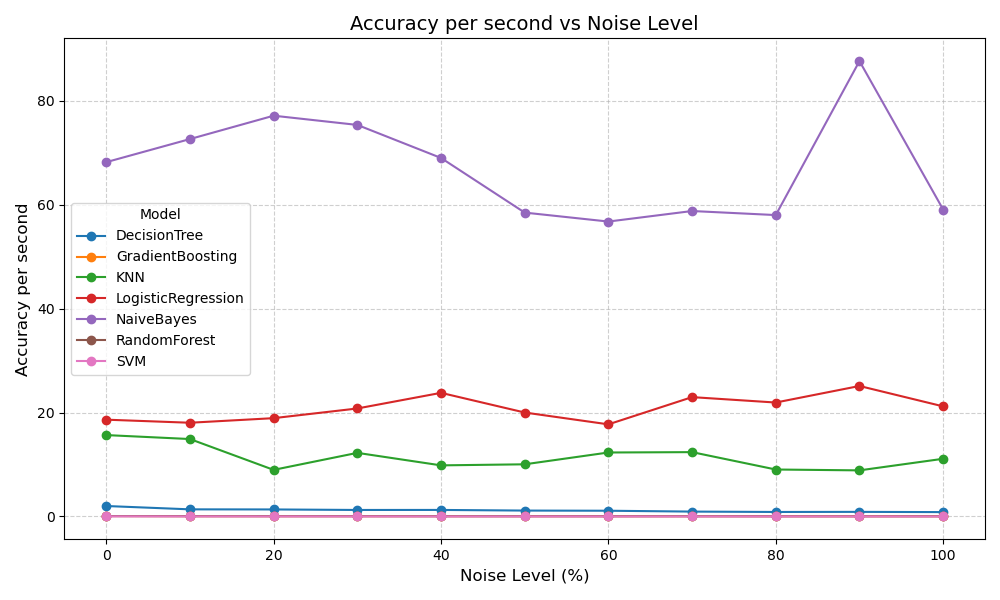 Accuracy per second vs Noise Level
Accuracy per second
80
60
40
20
0
Model
DecisionTree
GradientBoosting
KNN
LogisticRegression
NaiveBayes
RandomForest
SVM
0 20 40 60 80 100
Noise Level (%)